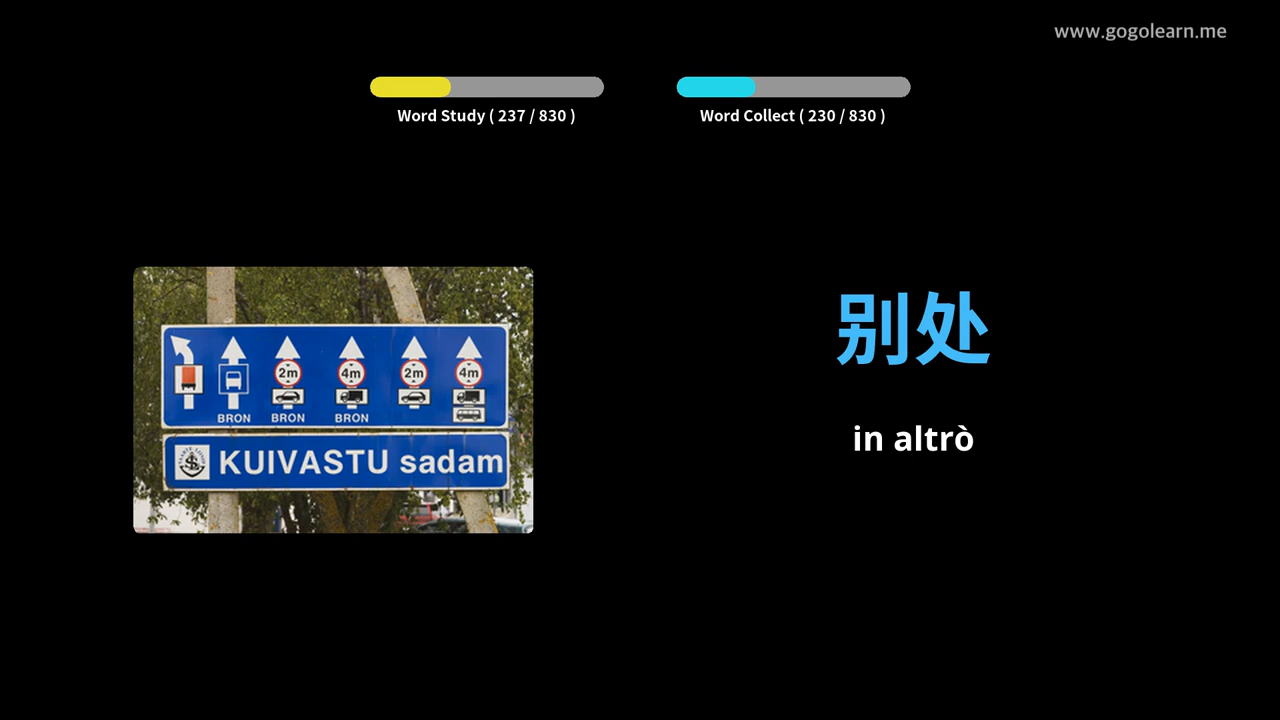 www.gogolearn.me
Word Study ( 237 / 830 )
Word Collect ( 230 / 830 )
别处
in altrò
2m 4m 2m 4m
BRON BRON BRON
KUIVASTU sadam